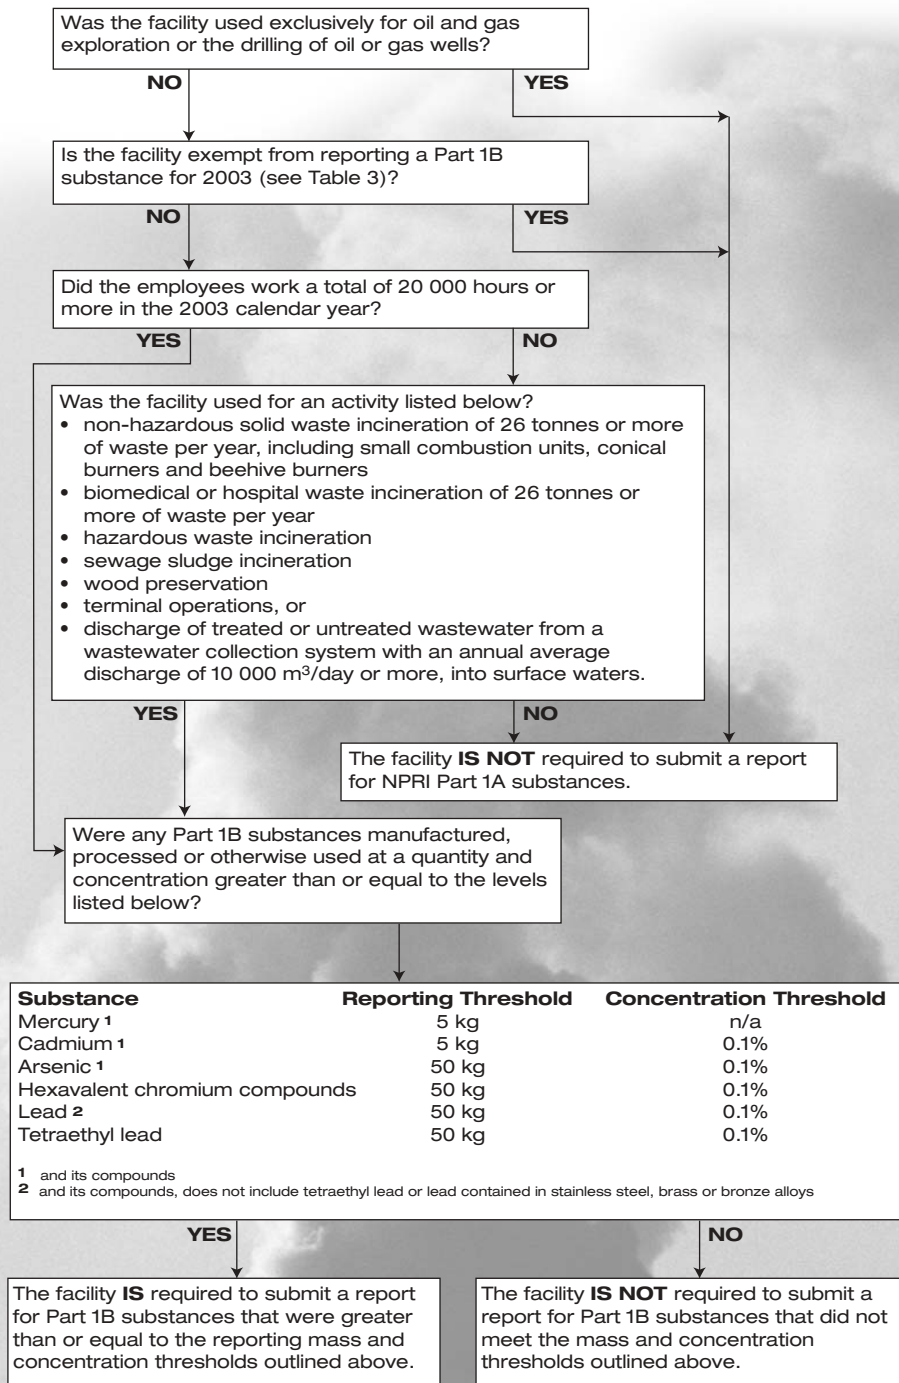 Was the facility used exclusively for oil and gas
exploration or the drilling of oil or gas wells?
NO
YES
Is the facility exempt from reporting a Part 1B
substance for 2003 (see Table 3)?
NO
YES
Did the employees work a total of 20 000 hours or
more in the 2003 calendar year?
YES
NO
Was the facility used for an activity listed below?
• non-hazardous solid waste incineration of 26 tonnes or more
of waste per year, including small combustion units, conical
burners and beehive burners
• biomedical or hospital waste incineration of 26 tonnes or
more of waste per year
• hazardous waste incineration
• sewage sludge incineration
• wood preservation
• terminal operations, or
• discharge of treated or untreated wastewater from a
wastewater collection system with an annual average
discharge of 10 000 m³/day or more, into surface waters.
YES
NO
The facility IS NOT required to submit a report
for NPRI Part 1A substances.
Were any Part 1B substances manufactured,
processed or otherwise used at a quantity and
concentration greater than or equal to the levels
listed below?
Substance Reporting Threshold Concentration Threshold
Mercury 1 5 kg n/a
Cadmium 1 5 kg 0.1%
Arsenic 1 50 kg 0.1%
Hexavalent chromium compounds 50 kg 0.1%
Lead 2 50 kg 0.1%
Tetraethyl lead 50 kg 0.1%
1 and its compounds
2 and its compounds, does not include tetraethyl lead or lead contained in stainless steel, brass or bronze alloys
YES
NO
The facility IS required to submit a report
for Part 1B substances that were greater
than or equal to the reporting mass and
concentration thresholds outlined above.
The facility IS NOT required to submit a
report for Part 1B substances that did not
meet the mass and concentration
thresholds outlined above.